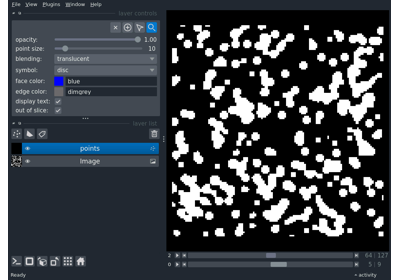 File View Plugins Window Help
layer controls
opacity: 1.00
point size: 10
blending: translucent
symbol: disc
face color: blue
edge color: dimgrey
display text:
out of slice:
layer list
points
Image
2 64 127
0 5 9
activity